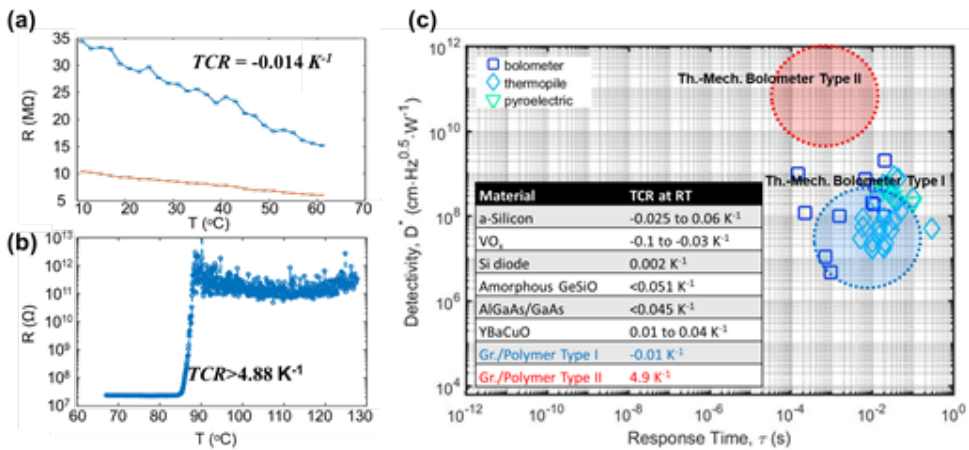 (a)
35
30
25
20
15
10
5
R (MΩ)
TCR = -0.014 K⁻¹
10 20 30 40 50 60 70
T (°C)
(b)
10¹³
10¹²
10¹¹
10¹⁰
10⁹
10⁸
10⁷
R (Ω)
TCR>4.88 K⁻¹
60 70 80 90 100 110 120 130
T (°C)
(c)
10¹²
10¹⁰
10⁸
10⁶
10⁴
Detectivity, D* (cm·Hz⁰·⁵·W⁻¹)
bolometer
thermopile
pyroelectric
Th.-Mech. Bolometer Type II
Th.-Mech. Bolometer Type I
Material TCR at RT
a-Silicon -0.025 to 0.06 K⁻¹
VOₓ -0.1 to -0.03 K⁻¹
Si diode 0.002 K⁻¹
Amorphous GeSiO <0.051 K⁻¹
AlGaAs/GaAs <0.045 K⁻¹
YBaCuO 0.01 to 0.04 K⁻¹
Gr./Polymer Type I -0.01 K⁻¹
Gr./Polymer Type II 4.9 K⁻¹
10⁻¹² 10⁻¹⁰ 10⁻⁸ 10⁻⁶ 10⁻⁴ 10⁻² 10⁰
Response Time, τ (s)